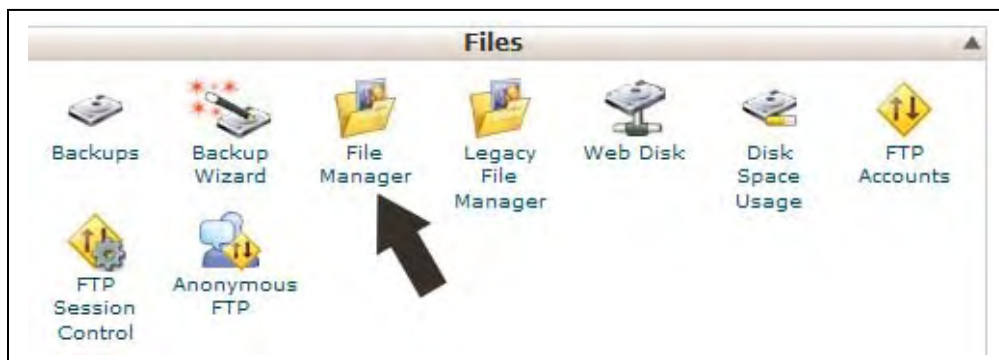 Files
Backups
Backup
Wizard
File
Manager
Legacy
File
Manager
Web Disk
Disk
Space
Usage
FTP
Accounts
FTP
Session
Control
Anonymous
FTP